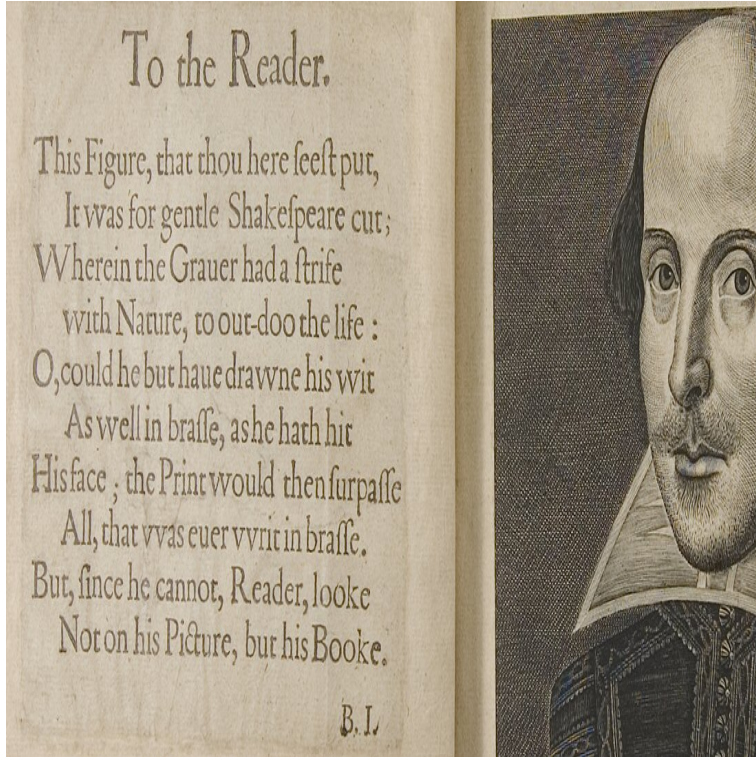 To the Reader.
This Figure, that thou here ſeeſt put,
It was for gentle Shakeſpeare cut;
Wherein the Grauer had a ſtrife
with Nature, to out-doo the life :
O, could he but haue dravvne his wit
As well in braſſe, as he hath hit
His face ; the Print would then ſurpaſſe
All, that vvas euer vvrit in braſſe.
But, ſince he cannot, Reader, looke
Not on his Picture, but his Booke.
B. I.